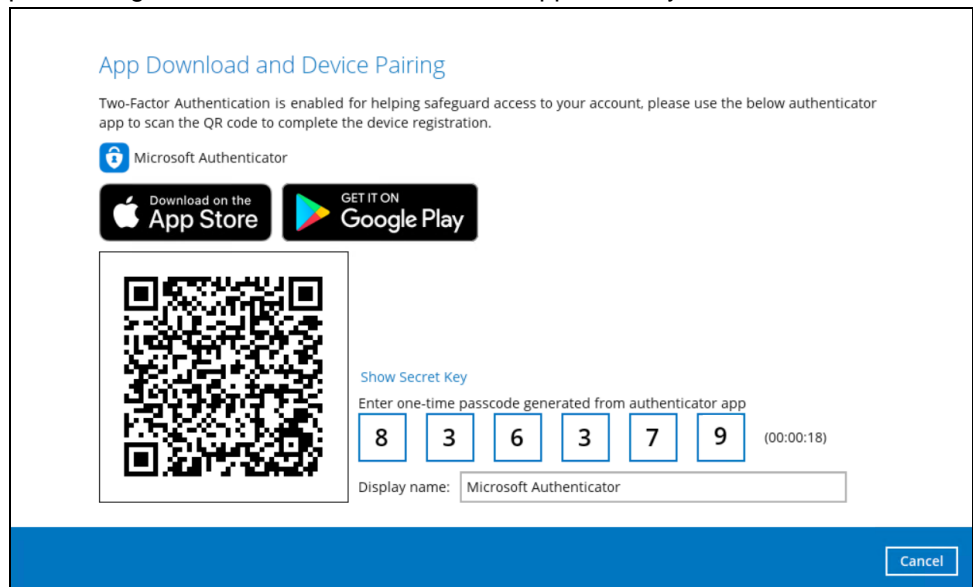 App Download and Device Pairing
Two-Factor Authentication is enabled for helping safeguard access to your account, please use the below authenticator
app to scan the QR code to complete the device registration.
Microsoft Authenticator
Download on the
App Store
GET IT ON
Google Play
Show Secret Key
Enter one-time passcode generated from authenticator app
8 3 6 3 7 9 (00:00:18)
Display name: Microsoft Authenticator
Cancel